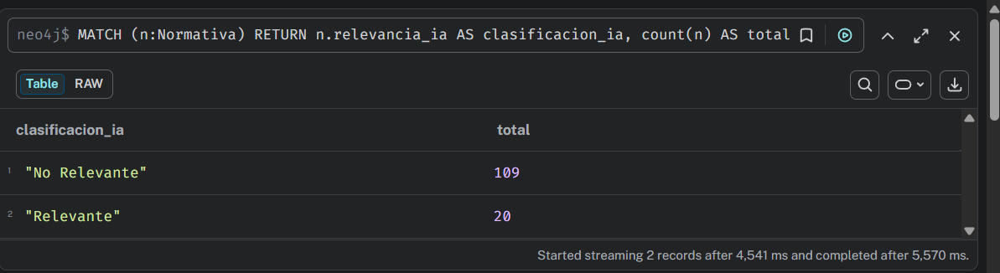 neo4j$ MATCH (n:Normativa) RETURN n.relevancia_ia AS clasificacion_ia, count(n) AS total
Table RAW
clasificacion_ia total
1 "No Relevante" 109
2 "Relevante" 20
Started streaming 2 records after 4,541 ms and completed after 5,570 ms.